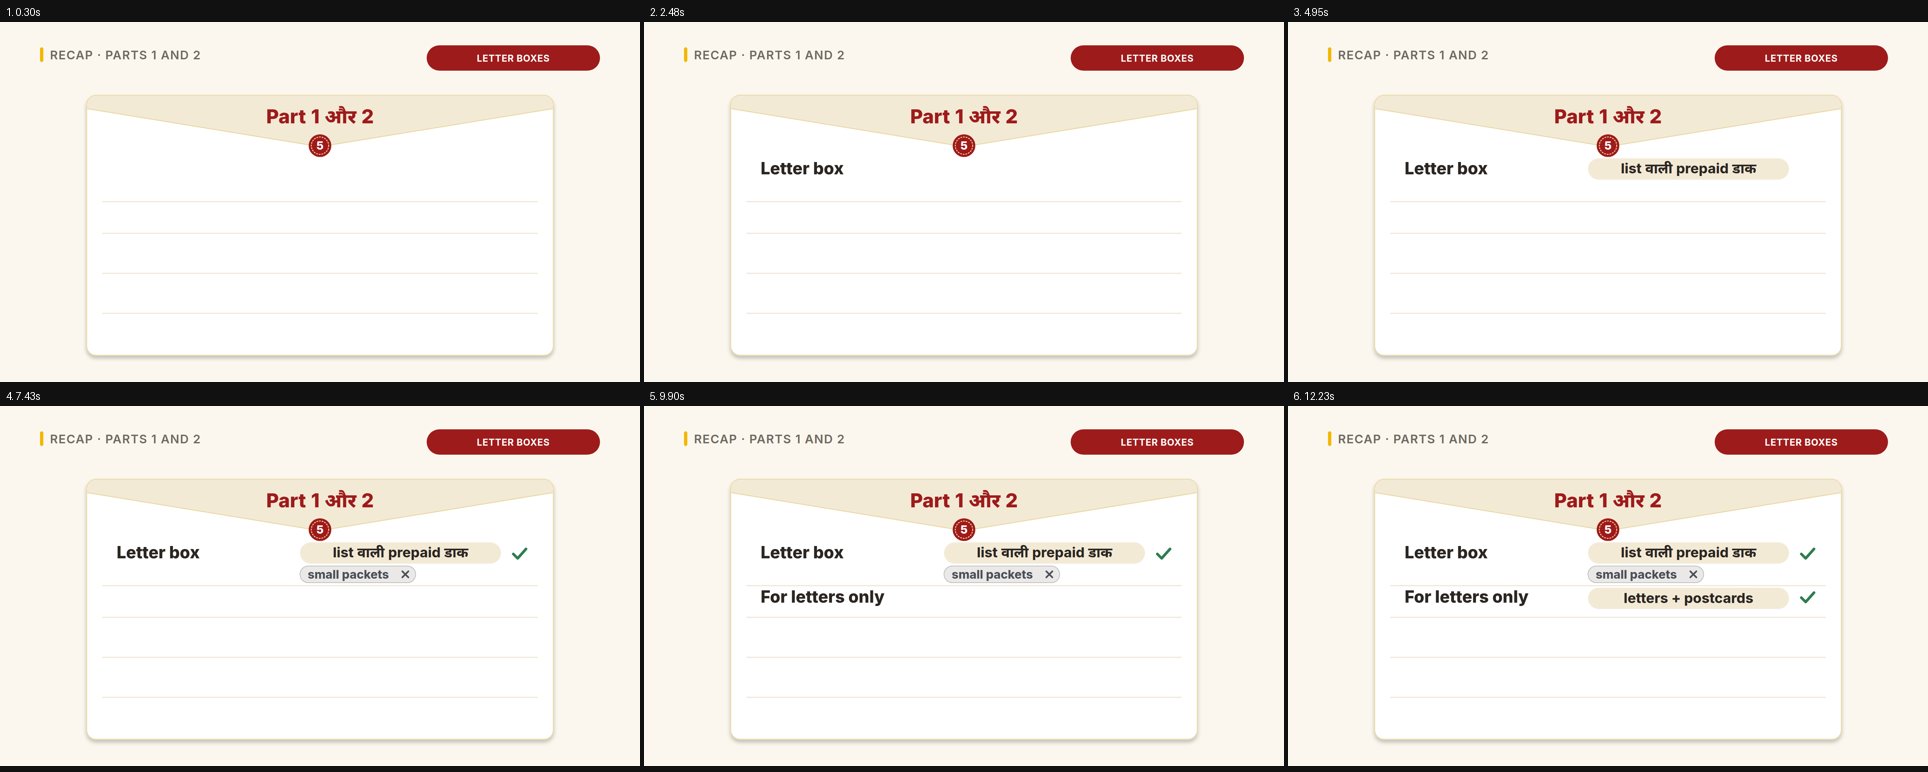 1. 0.30s
RECAP · PARTS 1 AND 2
LETTER BOXES
Part 1 और 2
5
2. 2.48s
RECAP · PARTS 1 AND 2
LETTER BOXES
Part 1 और 2
5
Letter box
3. 4.95s
RECAP · PARTS 1 AND 2
LETTER BOXES
Part 1 और 2
5
Letter box list वाली prepaid डाक
4. 7.43s
RECAP · PARTS 1 AND 2
LETTER BOXES
Part 1 और 2
5
Letter box list वाली prepaid डाक ✓
small packets ✕
5. 9.90s
RECAP · PARTS 1 AND 2
LETTER BOXES
Part 1 और 2
5
Letter box list वाली prepaid डाक ✓
small packets ✕
For letters only
6. 12.23s
RECAP · PARTS 1 AND 2
LETTER BOXES
Part 1 और 2
5
Letter box list वाली prepaid डाक ✓
small packets ✕
For letters only letters + postcards ✓